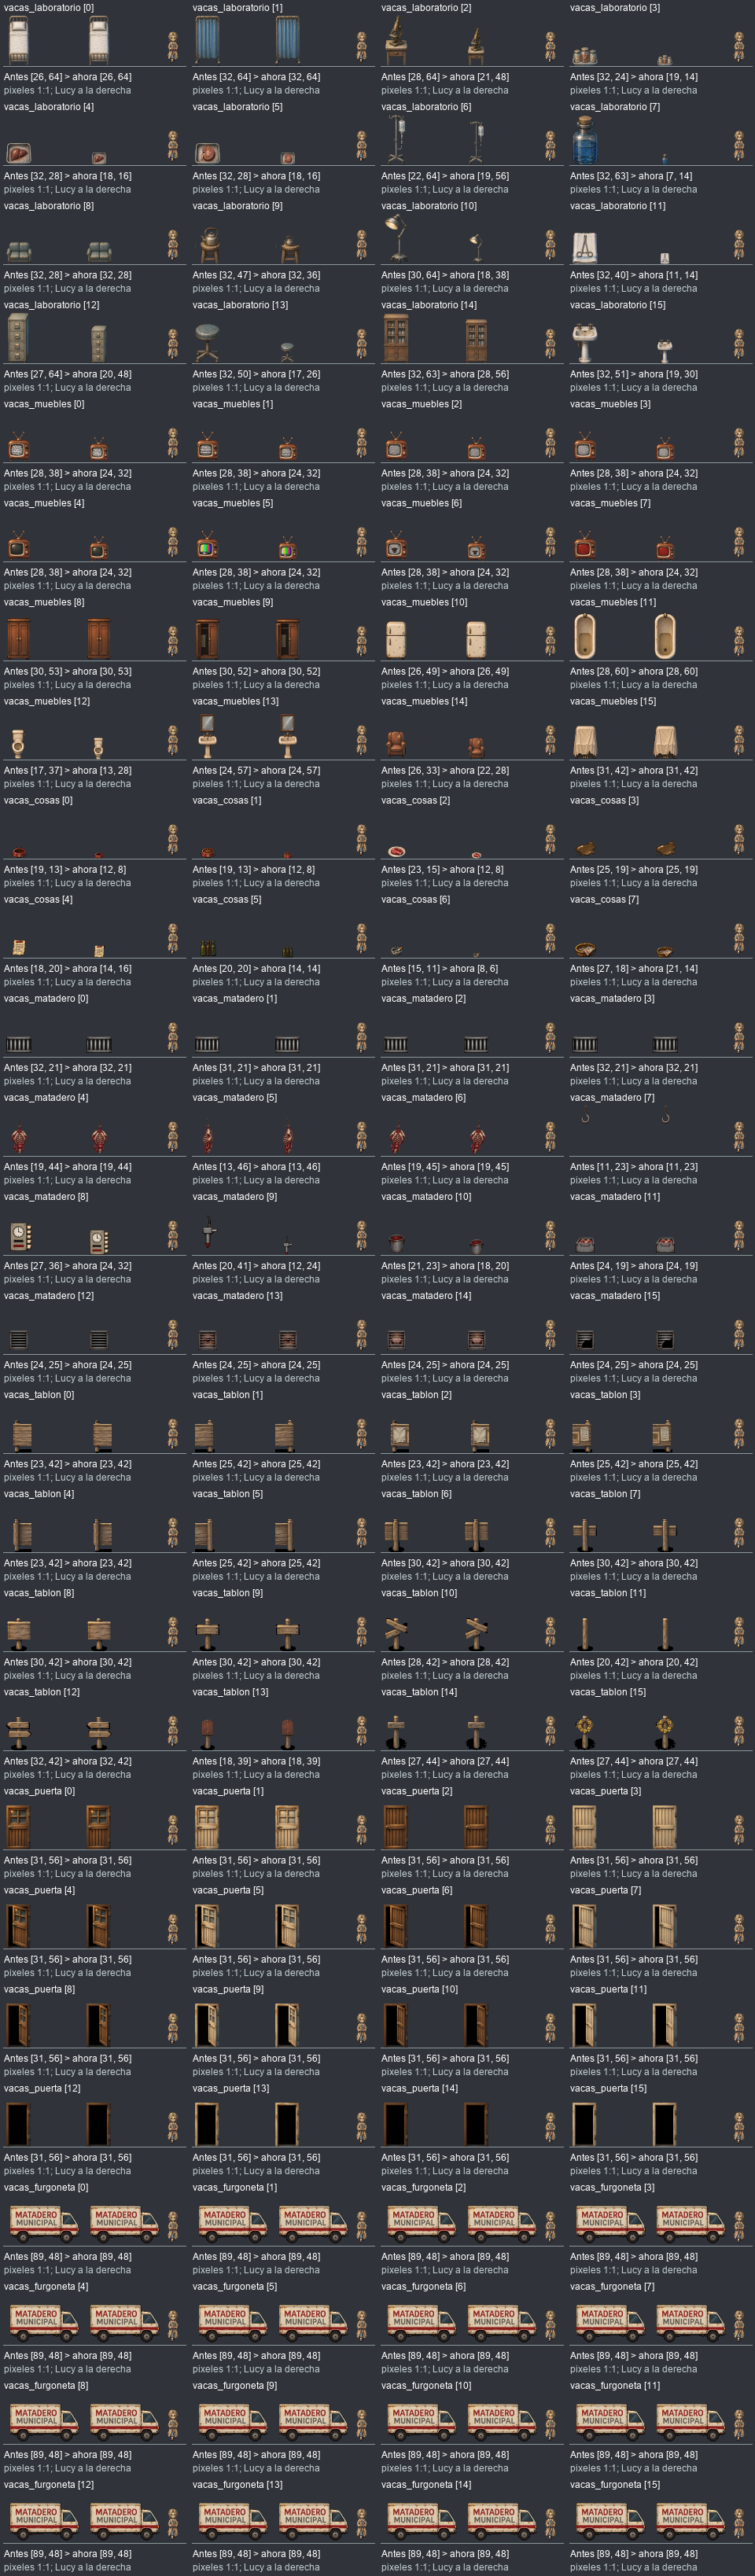 vacas_laboratorio [0] vacas_laboratorio [1] vacas_laboratorio [2] vacas_laboratorio [3]
Antes [26, 64] > ahora [26, 64] Antes [32, 64] > ahora [32, 64] Antes [28, 64] > ahora [21, 48] Antes [32, 24] > ahora [19, 14]
pixeles 1:1; Lucy a la derecha pixeles 1:1; Lucy a la derecha pixeles 1:1; Lucy a la derecha pixeles 1:1; Lucy a la derecha
vacas_laboratorio [4] vacas_laboratorio [5] vacas_laboratorio [6] vacas_laboratorio [7]
Antes [32, 28] > ahora [18, 16] Antes [32, 28] > ahora [18, 16] Antes [22, 64] > ahora [19, 56] Antes [32, 63] > ahora [7, 14]
pixeles 1:1; Lucy a la derecha pixeles 1:1; Lucy a la derecha pixeles 1:1; Lucy a la derecha pixeles 1:1; Lucy a la derecha
vacas_laboratorio [8] vacas_laboratorio [9] vacas_laboratorio [10] vacas_laboratorio [11]
Antes [32, 28] > ahora [32, 28] Antes [32, 47] > ahora [32, 36] Antes [30, 64] > ahora [18, 38] Antes [32, 40] > ahora [11, 14]
pixeles 1:1; Lucy a la derecha pixeles 1:1; Lucy a la derecha pixeles 1:1; Lucy a la derecha pixeles 1:1; Lucy a la derecha
vacas_laboratorio [12] vacas_laboratorio [13] vacas_laboratorio [14] vacas_laboratorio [15]
Antes [27, 64] > ahora [20, 48] Antes [32, 50] > ahora [17, 26] Antes [32, 63] > ahora [28, 56] Antes [32, 51] > ahora [19, 30]
pixeles 1:1; Lucy a la derecha pixeles 1:1; Lucy a la derecha pixeles 1:1; Lucy a la derecha pixeles 1:1; Lucy a la derecha
vacas_muebles [0] vacas_muebles [1] vacas_muebles [2] vacas_muebles [3]
Antes [28, 38] > ahora [24, 32] Antes [28, 38] > ahora [24, 32] Antes [28, 38] > ahora [24, 32] Antes [28, 38] > ahora [24, 32]
pixeles 1:1; Lucy a la derecha pixeles 1:1; Lucy a la derecha pixeles 1:1; Lucy a la derecha pixeles 1:1; Lucy a la derecha
vacas_muebles [4] vacas_muebles [5] vacas_muebles [6] vacas_muebles [7]
Antes [28, 38] > ahora [24, 32] Antes [28, 38] > ahora [24, 32] Antes [28, 38] > ahora [24, 32] Antes [28, 38] > ahora [24, 32]
pixeles 1:1; Lucy a la derecha pixeles 1:1; Lucy a la derecha pixeles 1:1; Lucy a la derecha pixeles 1:1; Lucy a la derecha
vacas_muebles [8] vacas_muebles [9] vacas_muebles [10] vacas_muebles [11]
Antes [30, 53] > ahora [30, 53] Antes [30, 52] > ahora [30, 52] Antes [26, 49] > ahora [26, 49] Antes [28, 60] > ahora [28, 60]
pixeles 1:1; Lucy a la derecha pixeles 1:1; Lucy a la derecha pixeles 1:1; Lucy a la derecha pixeles 1:1; Lucy a la derecha
vacas_muebles [12] vacas_muebles [13] vacas_muebles [14] vacas_muebles [15]
Antes [17, 37] > ahora [13, 28] Antes [24, 57] > ahora [24, 57] Antes [26, 33] > ahora [22, 28] Antes [31, 42] > ahora [31, 42]
pixeles 1:1; Lucy a la derecha pixeles 1:1; Lucy a la derecha pixeles 1:1; Lucy a la derecha pixeles 1:1; Lucy a la derecha
vacas_cosas [0] vacas_cosas [1] vacas_cosas [2] vacas_cosas [3]
Antes [19, 13] > ahora [12, 8] Antes [19, 13] > ahora [12, 8] Antes [23, 15] > ahora [12, 8] Antes [25, 19] > ahora [25, 19]
pixeles 1:1; Lucy a la derecha pixeles 1:1; Lucy a la derecha pixeles 1:1; Lucy a la derecha pixeles 1:1; Lucy a la derecha
vacas_cosas [4] vacas_cosas [5] vacas_cosas [6] vacas_cosas [7]
Antes [18, 20] > ahora [14, 16] Antes [20, 20] > ahora [14, 14] Antes [15, 11] > ahora [8, 6] Antes [27, 18] > ahora [21, 14]
pixeles 1:1; Lucy a la derecha pixeles 1:1; Lucy a la derecha pixeles 1:1; Lucy a la derecha pixeles 1:1; Lucy a la derecha
vacas_matadero [0] vacas_matadero [1] vacas_matadero [2] vacas_matadero [3]
Antes [32, 21] > ahora [32, 21] Antes [31, 21] > ahora [31, 21] Antes [31, 21] > ahora [31, 21] Antes [32, 21] > ahora [32, 21]
pixeles 1:1; Lucy a la derecha pixeles 1:1; Lucy a la derecha pixeles 1:1; Lucy a la derecha pixeles 1:1; Lucy a la derecha
vacas_matadero [4] vacas_matadero [5] vacas_matadero [6] vacas_matadero [7]
Antes [19, 44] > ahora [19, 44] Antes [13, 46] > ahora [13, 46] Antes [19, 45] > ahora [19, 45] Antes [11, 23] > ahora [11, 23]
pixeles 1:1; Lucy a la derecha pixeles 1:1; Lucy a la derecha pixeles 1:1; Lucy a la derecha pixeles 1:1; Lucy a la derecha
vacas_matadero [8] vacas_matadero [9] vacas_matadero [10] vacas_matadero [11]
Antes [27, 36] > ahora [24, 32] Antes [20, 41] > ahora [12, 24] Antes [21, 23] > ahora [18, 20] Antes [24, 19] > ahora [24, 19]
pixeles 1:1; Lucy a la derecha pixeles 1:1; Lucy a la derecha pixeles 1:1; Lucy a la derecha pixeles 1:1; Lucy a la derecha
vacas_matadero [12] vacas_matadero [13] vacas_matadero [14] vacas_matadero [15]
Antes [24, 25] > ahora [24, 25] Antes [24, 25] > ahora [24, 25] Antes [24, 25] > ahora [24, 25] Antes [24, 25] > ahora [24, 25]
pixeles 1:1; Lucy a la derecha pixeles 1:1; Lucy a la derecha pixeles 1:1; Lucy a la derecha pixeles 1:1; Lucy a la derecha
vacas_tablon [0] vacas_tablon [1] vacas_tablon [2] vacas_tablon [3]
Antes [23, 42] > ahora [23, 42] Antes [25, 42] > ahora [25, 42] Antes [23, 42] > ahora [23, 42] Antes [25, 42] > ahora [25, 42]
pixeles 1:1; Lucy a la derecha pixeles 1:1; Lucy a la derecha pixeles 1:1; Lucy a la derecha pixeles 1:1; Lucy a la derecha
vacas_tablon [4] vacas_tablon [5] vacas_tablon [6] vacas_tablon [7]
Antes [23, 42] > ahora [23, 42] Antes [25, 42] > ahora [25, 42] Antes [30, 42] > ahora [30, 42] Antes [30, 42] > ahora [30, 42]
pixeles 1:1; Lucy a la derecha pixeles 1:1; Lucy a la derecha pixeles 1:1; Lucy a la derecha pixeles 1:1; Lucy a la derecha
vacas_tablon [8] vacas_tablon [9] vacas_tablon [10] vacas_tablon [11]
Antes [30, 42] > ahora [30, 42] Antes [30, 42] > ahora [30, 42] Antes [28, 42] > ahora [28, 42] Antes [20, 42] > ahora [20, 42]
pixeles 1:1; Lucy a la derecha pixeles 1:1; Lucy a la derecha pixeles 1:1; Lucy a la derecha pixeles 1:1; Lucy a la derecha
vacas_tablon [12] vacas_tablon [13] vacas_tablon [14] vacas_tablon [15]
Antes [32, 42] > ahora [32, 42] Antes [18, 39] > ahora [18, 39] Antes [27, 44] > ahora [27, 44] Antes [27, 44] > ahora [27, 44]
pixeles 1:1; Lucy a la derecha pixeles 1:1; Lucy a la derecha pixeles 1:1; Lucy a la derecha pixeles 1:1; Lucy a la derecha
vacas_puerta [0] vacas_puerta [1] vacas_puerta [2] vacas_puerta [3]
Antes [31, 56] > ahora [31, 56] Antes [31, 56] > ahora [31, 56] Antes [31, 56] > ahora [31, 56] Antes [31, 56] > ahora [31, 56]
pixeles 1:1; Lucy a la derecha pixeles 1:1; Lucy a la derecha pixeles 1:1; Lucy a la derecha pixeles 1:1; Lucy a la derecha
vacas_puerta [4] vacas_puerta [5] vacas_puerta [6] vacas_puerta [7]
Antes [31, 56] > ahora [31, 56] Antes [31, 56] > ahora [31, 56] Antes [31, 56] > ahora [31, 56] Antes [31, 56] > ahora [31, 56]
pixeles 1:1; Lucy a la derecha pixeles 1:1; Lucy a la derecha pixeles 1:1; Lucy a la derecha pixeles 1:1; Lucy a la derecha
vacas_puerta [8] vacas_puerta [9] vacas_puerta [10] vacas_puerta [11]
Antes [31, 56] > ahora [31, 56] Antes [31, 56] > ahora [31, 56] Antes [31, 56] > ahora [31, 56] Antes [31, 56] > ahora [31, 56]
pixeles 1:1; Lucy a la derecha pixeles 1:1; Lucy a la derecha pixeles 1:1; Lucy a la derecha pixeles 1:1; Lucy a la derecha
vacas_puerta [12] vacas_puerta [13] vacas_puerta [14] vacas_puerta [15]
Antes [31, 56] > ahora [31, 56] Antes [31, 56] > ahora [31, 56] Antes [31, 56] > ahora [31, 56] Antes [31, 56] > ahora [31, 56]
pixeles 1:1; Lucy a la derecha pixeles 1:1; Lucy a la derecha pixeles 1:1; Lucy a la derecha pixeles 1:1; Lucy a la derecha
vacas_furgoneta [0] vacas_furgoneta [1] vacas_furgoneta [2] vacas_furgoneta [3]
MATADERO MATADERO MATADERO MATADERO MATADERO MATADERO MATADERO MATADERO
MUNICIPAL MUNICIPAL MUNICIPAL MUNICIPAL MUNICIPAL MUNICIPAL MUNICIPAL MUNICIPAL
Antes [89, 48] > ahora [89, 48] Antes [89, 48] > ahora [89, 48] Antes [89, 48] > ahora [89, 48] Antes [89, 48] > ahora [89, 48]
pixeles 1:1; Lucy a la derecha pixeles 1:1; Lucy a la derecha pixeles 1:1; Lucy a la derecha pixeles 1:1; Lucy a la derecha
vacas_furgoneta [4] vacas_furgoneta [5] vacas_furgoneta [6] vacas_furgoneta [7]
MATADERO MATADERO MATADERO MATADERO MATADERO MATADERO MATADERO MATADERO
MUNICIPAL MUNICIPAL MUNICIPAL MUNICIPAL MUNICIPAL MUNICIPAL MUNICIPAL MUNICIPAL
Antes [89, 48] > ahora [89, 48] Antes [89, 48] > ahora [89, 48] Antes [89, 48] > ahora [89, 48] Antes [89, 48] > ahora [89, 48]
pixeles 1:1; Lucy a la derecha pixeles 1:1; Lucy a la derecha pixeles 1:1; Lucy a la derecha pixeles 1:1; Lucy a la derecha
vacas_furgoneta [8] vacas_furgoneta [9] vacas_furgoneta [10] vacas_furgoneta [11]
MATADERO MATADERO MATADERO MATADERO MATADERO MATADERO MATADERO MATADERO
MUNICIPAL MUNICIPAL MUNICIPAL MUNICIPAL MUNICIPAL MUNICIPAL MUNICIPAL MUNICIPAL
Antes [89, 48] > ahora [89, 48] Antes [89, 48] > ahora [89, 48] Antes [89, 48] > ahora [89, 48] Antes [89, 48] > ahora [89, 48]
pixeles 1:1; Lucy a la derecha pixeles 1:1; Lucy a la derecha pixeles 1:1; Lucy a la derecha pixeles 1:1; Lucy a la derecha
vacas_furgoneta [12] vacas_furgoneta [13] vacas_furgoneta [14] vacas_furgoneta [15]
MATADERO MATADERO MATADERO MATADERO MATADERO MATADERO MATADERO MATADERO
MUNICIPAL MUNICIPAL MUNICIPAL MUNICIPAL MUNICIPAL MUNICIPAL MUNICIPAL MUNICIPAL
Antes [89, 48] > ahora [89, 48] Antes [89, 48] > ahora [89, 48] Antes [89, 48] > ahora [89, 48] Antes [89, 48] > ahora [89, 48]
pixeles 1:1; Lucy a la derecha pixeles 1:1; Lucy a la derecha pixeles 1:1; Lucy a la derecha pixeles 1:1; Lucy a la derecha